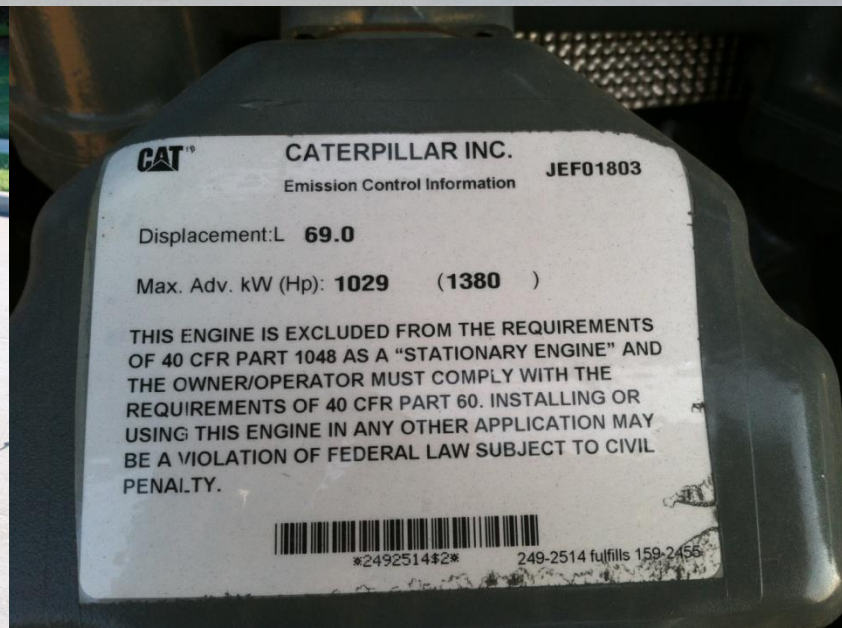 CAT
CATERPILLAR INC.
JEF01803
Emission Control Information
Displacement:L 69.0
Max. Adv. kW (Hp): 1029 (1380 )
THIS ENGINE IS EXCLUDED FROM THE REQUIREMENTS
OF 40 CFR PART 1048 AS A “STATIONARY ENGINE” AND
THE OWNER/OPERATOR MUST COMPLY WITH THE
REQUIREMENTS OF 40 CFR PART 60. INSTALLING OR
USING THIS ENGINE IN ANY OTHER APPLICATION MAY
BE A VIOLATION OF FEDERAL LAW SUBJECT TO CIVIL
PENALTY.
*2492514$2*
249-2514 fulfills 159-2455